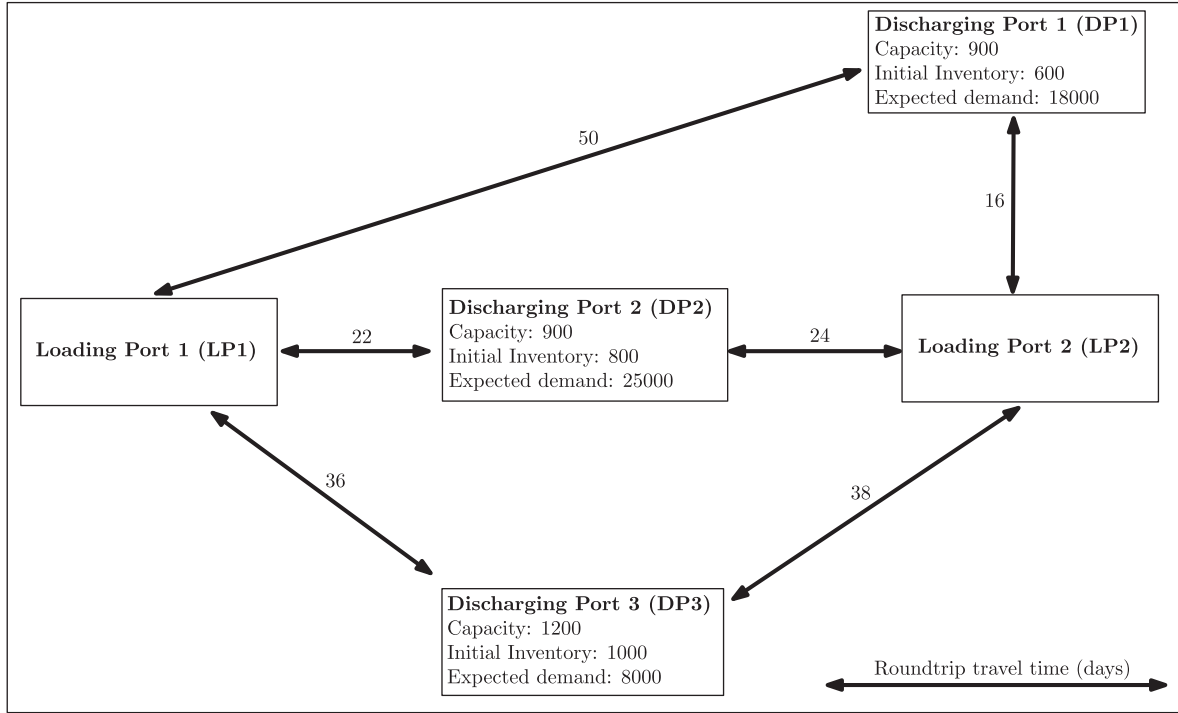 Discharging Port 1 (DP1)
Capacity: 900
Initial Inventory: 600
Expected demand: 18000
50
16
Loading Port 1 (LP1)
22
Discharging Port 2 (DP2)
Capacity: 900
Initial Inventory: 800
Expected demand: 25000
24
Loading Port 2 (LP2)
36
38
Discharging Port 3 (DP3)
Capacity: 1200
Initial Inventory: 1000
Expected demand: 8000
Roundtrip travel time (days)